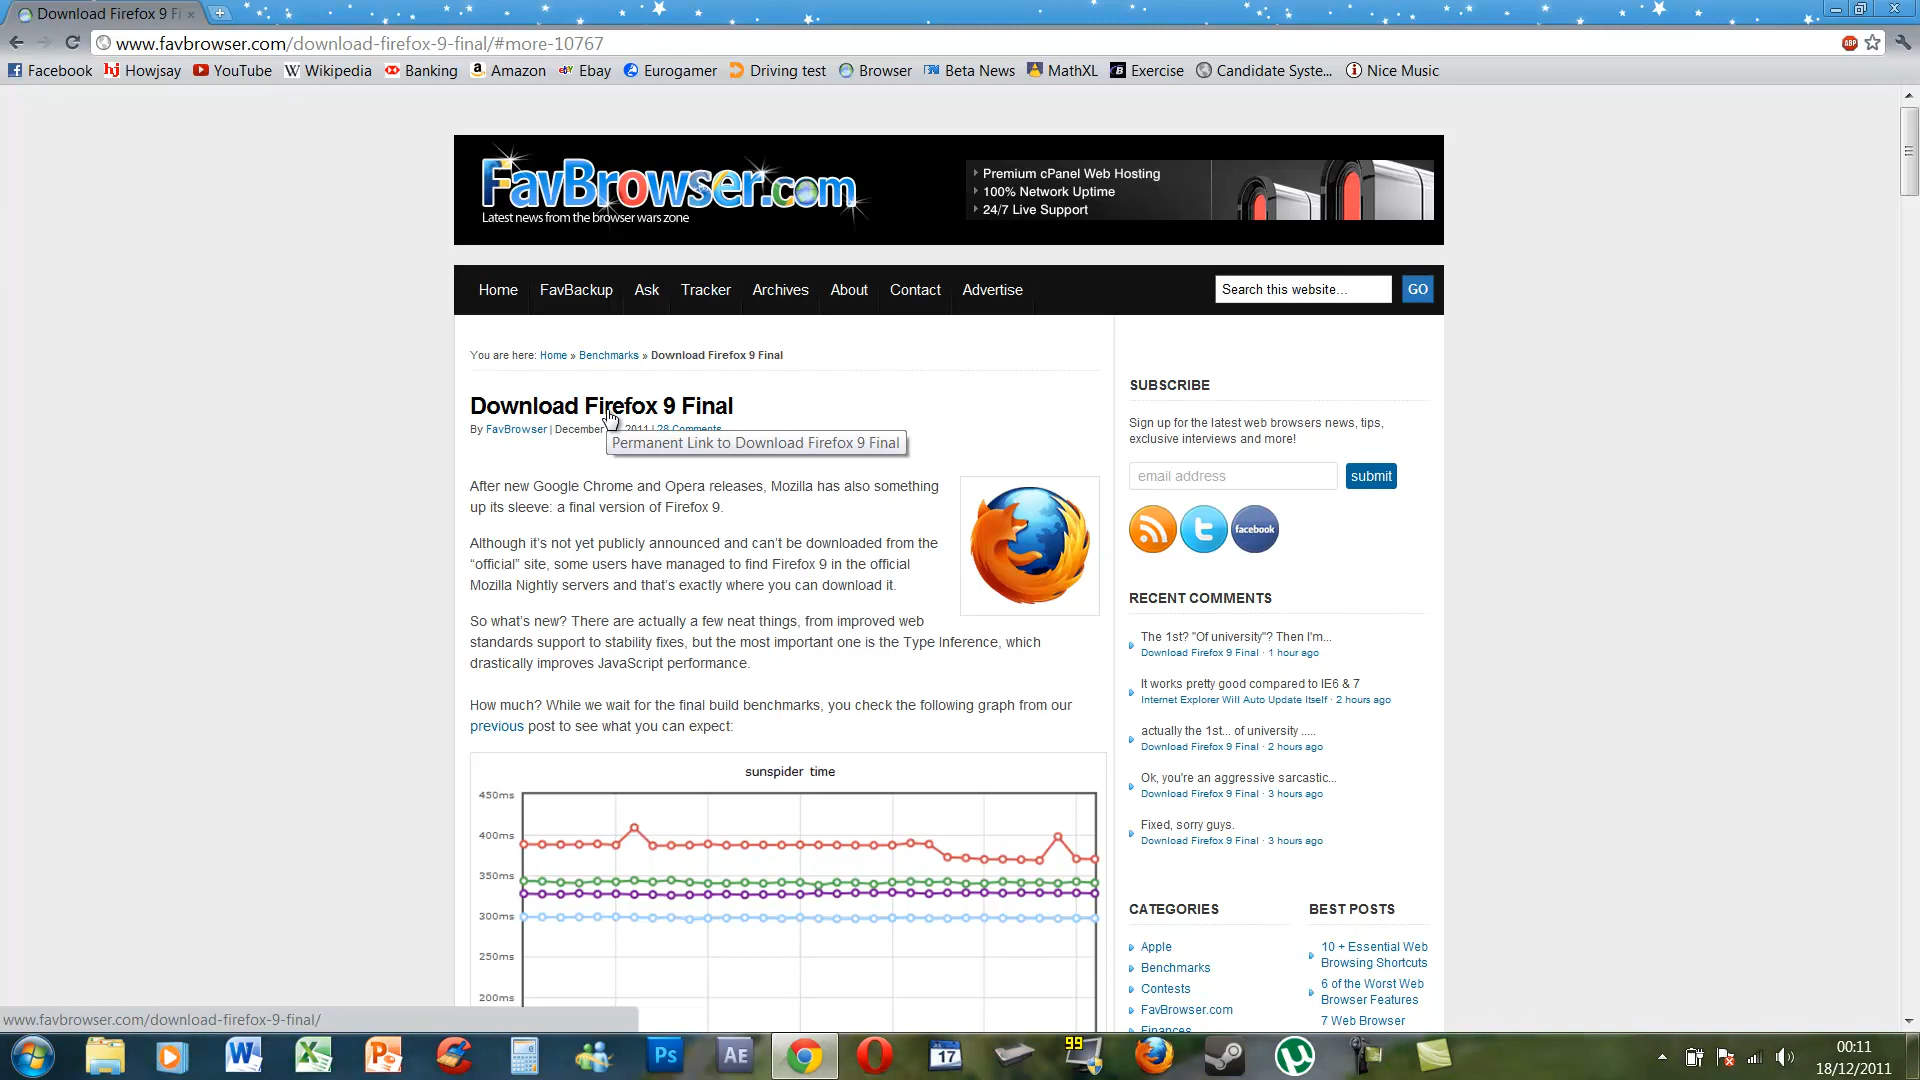 Download Firefox 9 Fi
www.favbrowser.com/download-firefox-9-final/#more-10767
ABP
Facebook
hj Howjsay
YouTube
W Wikipedia
Banking
a Amazon
ebY Ebay
Eurogamer
Driving test
Browser
Beta News
MathXL
Exercise
Candidate Syste...
Nice Music
FavBrowser.com
Latest news from the browser wars zone
Premium cPanel Web Hosting
100% Network Uptime
24/7 Live Support
Home FavBackup Ask Tracker Archives About Contact Advertise
Search this website...
GO
You are here: Home » Benchmarks » Download Firefox 9 Final
Download Firefox 9 Final
By FavBrowser | December 2011 | 28 Comments
Permanent Link to Download Firefox 9 Final
After new Google Chrome and Opera releases, Mozilla has also something
up its sleeve: a final version of Firefox 9.
Although it's not yet publicly announced and can't be downloaded from the
“official” site, some users have managed to find Firefox 9 in the official
Mozilla Nightly servers and that's exactly where you can download it.
So what's new? There are actually a few neat things, from improved web
standards support to stability fixes, but the most important one is the Type Inference, which
drastically improves JavaScript performance.
How much? While we wait for the final build benchmarks, you check the following graph from our
previous post to see what you can expect:
sunspider time
450ms
400ms
350ms
300ms
250ms
200ms
SUBSCRIBE
Sign up for the latest web browsers news, tips,
exclusive interviews and more!
email address
submit
facebook
RECENT COMMENTS
The 1st? "Of university"? Then I'm...
Download Firefox 9 Final · 1 hour ago
It works pretty good compared to IE6 & 7
Internet Explorer Will Auto Update Itself · 2 hours ago
actually the 1st... of university .....
Download Firefox 9 Final · 2 hours ago
Ok, you're an aggressive sarcastic...
Download Firefox 9 Final · 3 hours ago
Fixed, sorry guys.
Download Firefox 9 Final · 3 hours ago
CATEGORIES
Apple
Benchmarks
Contests
FavBrowser.com
Finances
BEST POSTS
10 + Essential Web
Browsing Shortcuts
6 of the Worst Web
Browser Features
7 Web Browser
www.favbrowser.com/download-firefox-9-final/
W
X
P
Ps
AE
17
99
00:11
18/12/2011